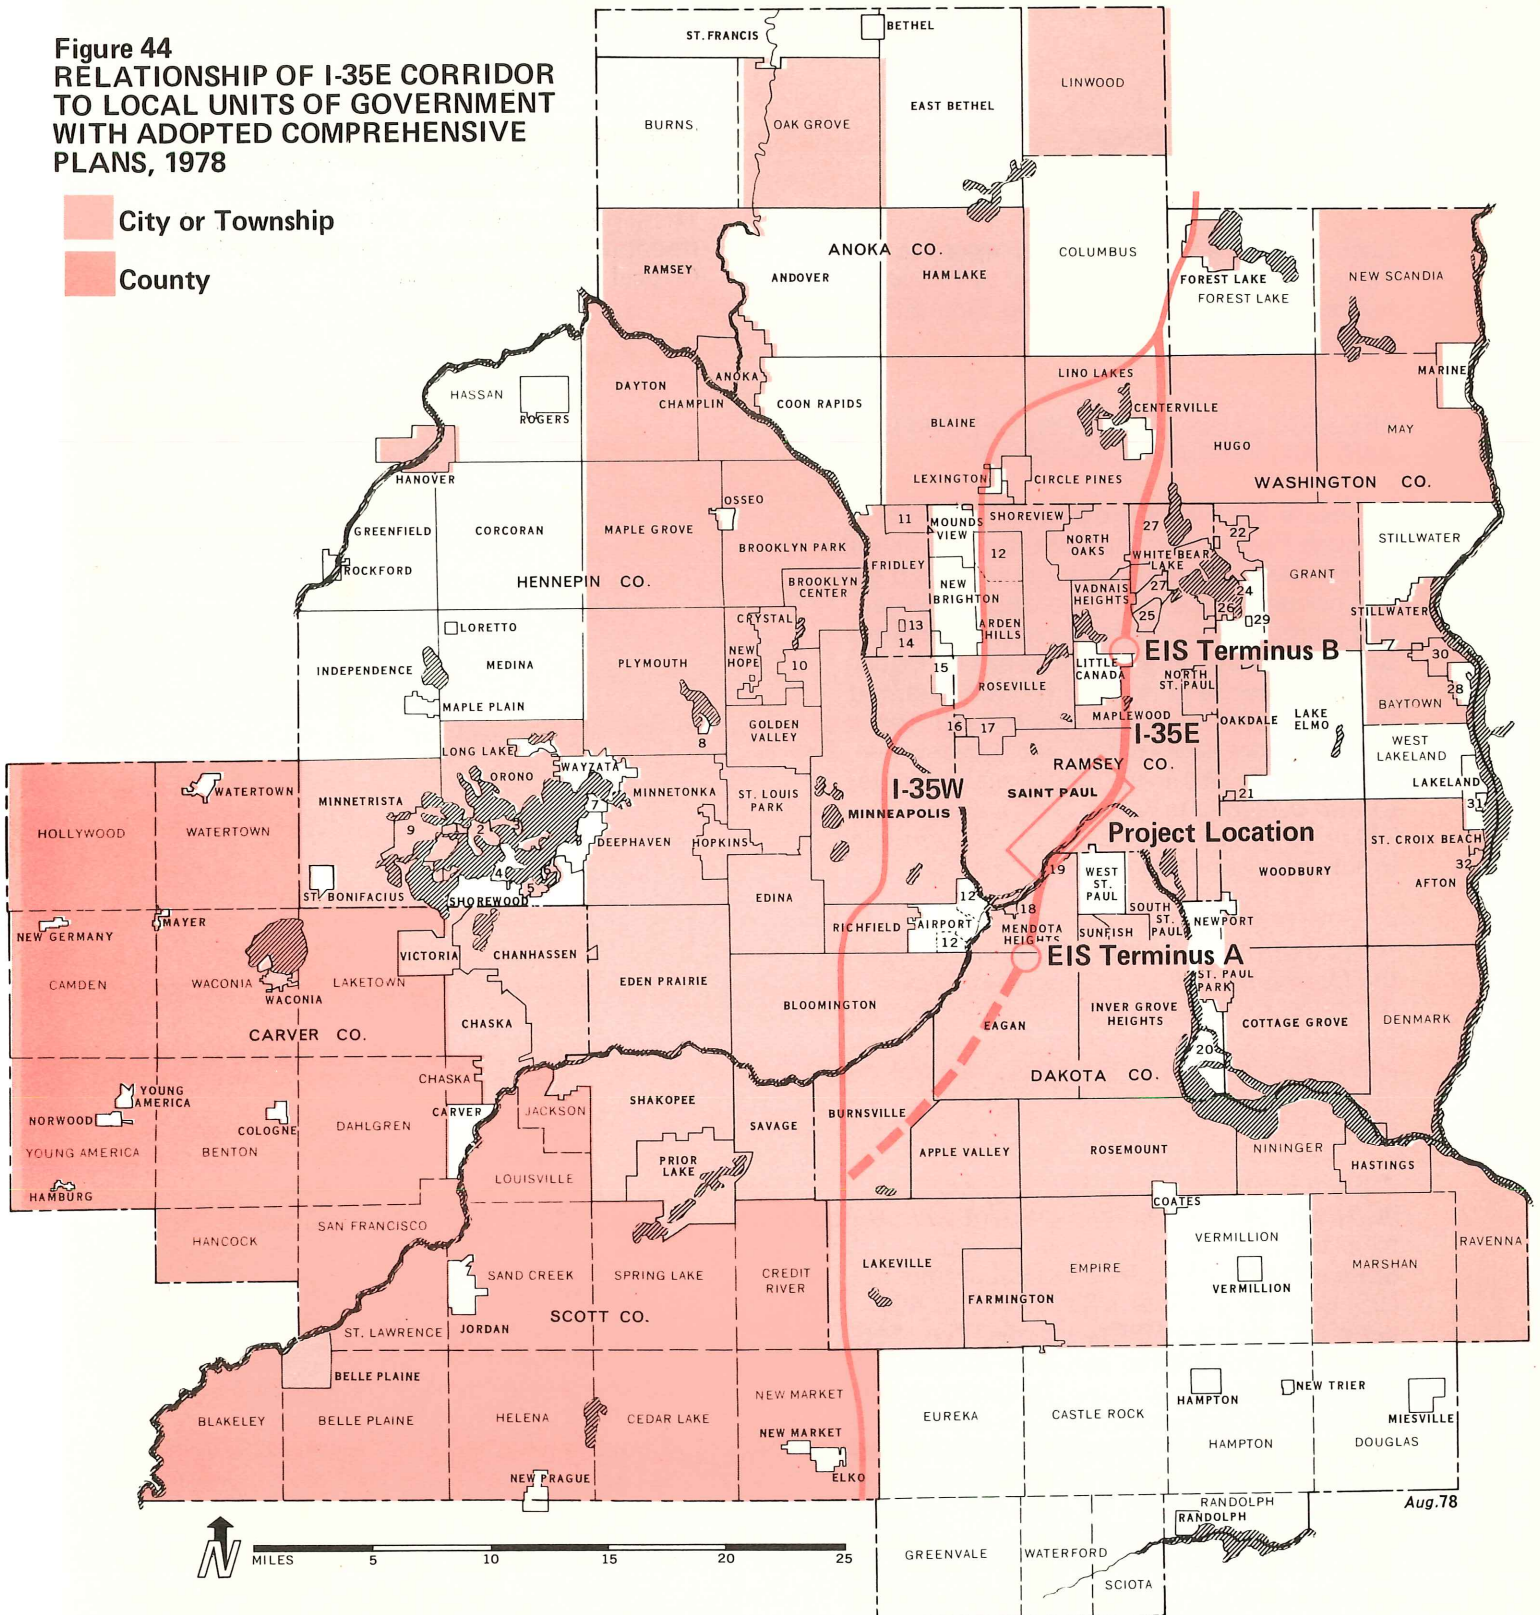 Figure 44
RELATIONSHIP OF I-35E CORRIDOR
TO LOCAL UNITS OF GOVERNMENT
WITH ADOPTED COMPREHENSIVE
PLANS, 1978
City or Township
County
ST. FRANCIS
BETHEL
BURNS
OAK GROVE
EAST BETHEL
LINWOOD
ANOKA CO.
RAMSEY
ANDOVER
HAM LAKE
COLUMBUS
FOREST LAKE
FOREST LAKE
NEW SCANDIA
HASSAN
ROGERS
DAYTON
CHAMPLIN
ANOKA
COON RAPIDS
BLAINE
LINO LAKES
CENTERVILLE
HUGO
MARINE
MAY
HANOVER
LEXINGTON
CIRCLE PINES
WASHINGTON CO.
GREENFIELD
CORCORAN
MAPLE GROVE
OSSEO
BROOKLYN PARK
11
MOUNDS
VIEW
SHOREVIEW
12
NORTH
OAKS
27
22
STILLWATER
ROCKFORD
HENNEPIN CO.
BROOKLYN
CENTER
FRIDLEY
NEW
BRIGHTON
WHITE BEAR
LAKE
VADNAIS
HEIGHTS
27
24
25
26
29
GRANT
STILLWATER
LORETTO
CRYSTAL
13
14
ARDEN
HILLS
7
30
INDEPENDENCE
MEDINA
PLYMOUTH
NEW
HOPE
10
15
ROSEVILLE
LITTLE
CANADA
EIS Terminus B
NORTH
ST. PAUL
28
BAYTOWN
MAPLE PLAIN
8
GOLDEN
VALLEY
16
17
MAPLEWOOD
I-35E
OAKDALE
LAKE
ELMO
WEST
LAKELAND
LONG LAKE
WAYZATA
ORONO
RAMSEY CO.
LAKELAND
WATERTOWN
MINNETRISTA
MINNETONKA
ST. LOUIS
PARK
I-35W
MINNEAPOLIS
SAINT PAUL
21
31
HOLLYWOOD
WATERTOWN
9
2
7
DEEPHAVEN
HOPKINS
Project Location
ST. CROIX BEACH
32
4
5
ST. BONIFACIUS
SHOREWOOD
EDINA
19
WEST
ST.
PAUL
WOODBURY
AFTON
NEW GERMANY
MAYER
VICTORIA
CHANHASSEN
RICHFIELD
AIRPORT
12
12
18
MENDOTA
HEIGHTS
SUNFISH
SOUTH
ST.
PAUL
NEWPORT
EIS Terminus A
CAMDEN
WACONIA
WACONIA
LAKETOWN
EDEN PRAIRIE
BLOOMINGTON
ST. PAUL
PARK
CARVER CO.
CHASKA
EAGAN
INVER GROVE
HEIGHTS
COTTAGE GROVE
DENMARK
20
YOUNG
AMERICA
NORWOOD
COLOGNE
CHASKA
CARVER
JACKSON
SHAKOPEE
DAKOTA CO.
BURNSVILLE
SAVAGE
YOUNG AMERICA
BENTON
DAHLGREN
PRIOR
LAKE
APPLE VALLEY
ROSEMOUNT
NININGER
HASTINGS
HAMBURG
LOUISVILLE
COATES
HANCOCK
SAN FRANCISCO
VERMILLION
RAVENNA
SAND CREEK
SPRING LAKE
CREDIT
RIVER
LAKEVILLE
EMPIRE
VERMILLION
MARSHAN
FARMINGTON
ST. LAWRENCE
JORDAN
SCOTT CO.
BELLE PLAINE
NEW MARKET
HAMPTON
NEW TRIER
MIESVILLE
BLAKELEY
BELLE PLAINE
HELENA
CEDAR LAKE
NEW MARKET
EUREKA
CASTLE ROCK
HAMPTON
DOUGLAS
NEW PRAGUE
ELKO
RANDOLPH
RANDOLPH
Aug.78
N
MILES 5 10 15 20 25
GREENVALE
WATERFORD
SCIOTA